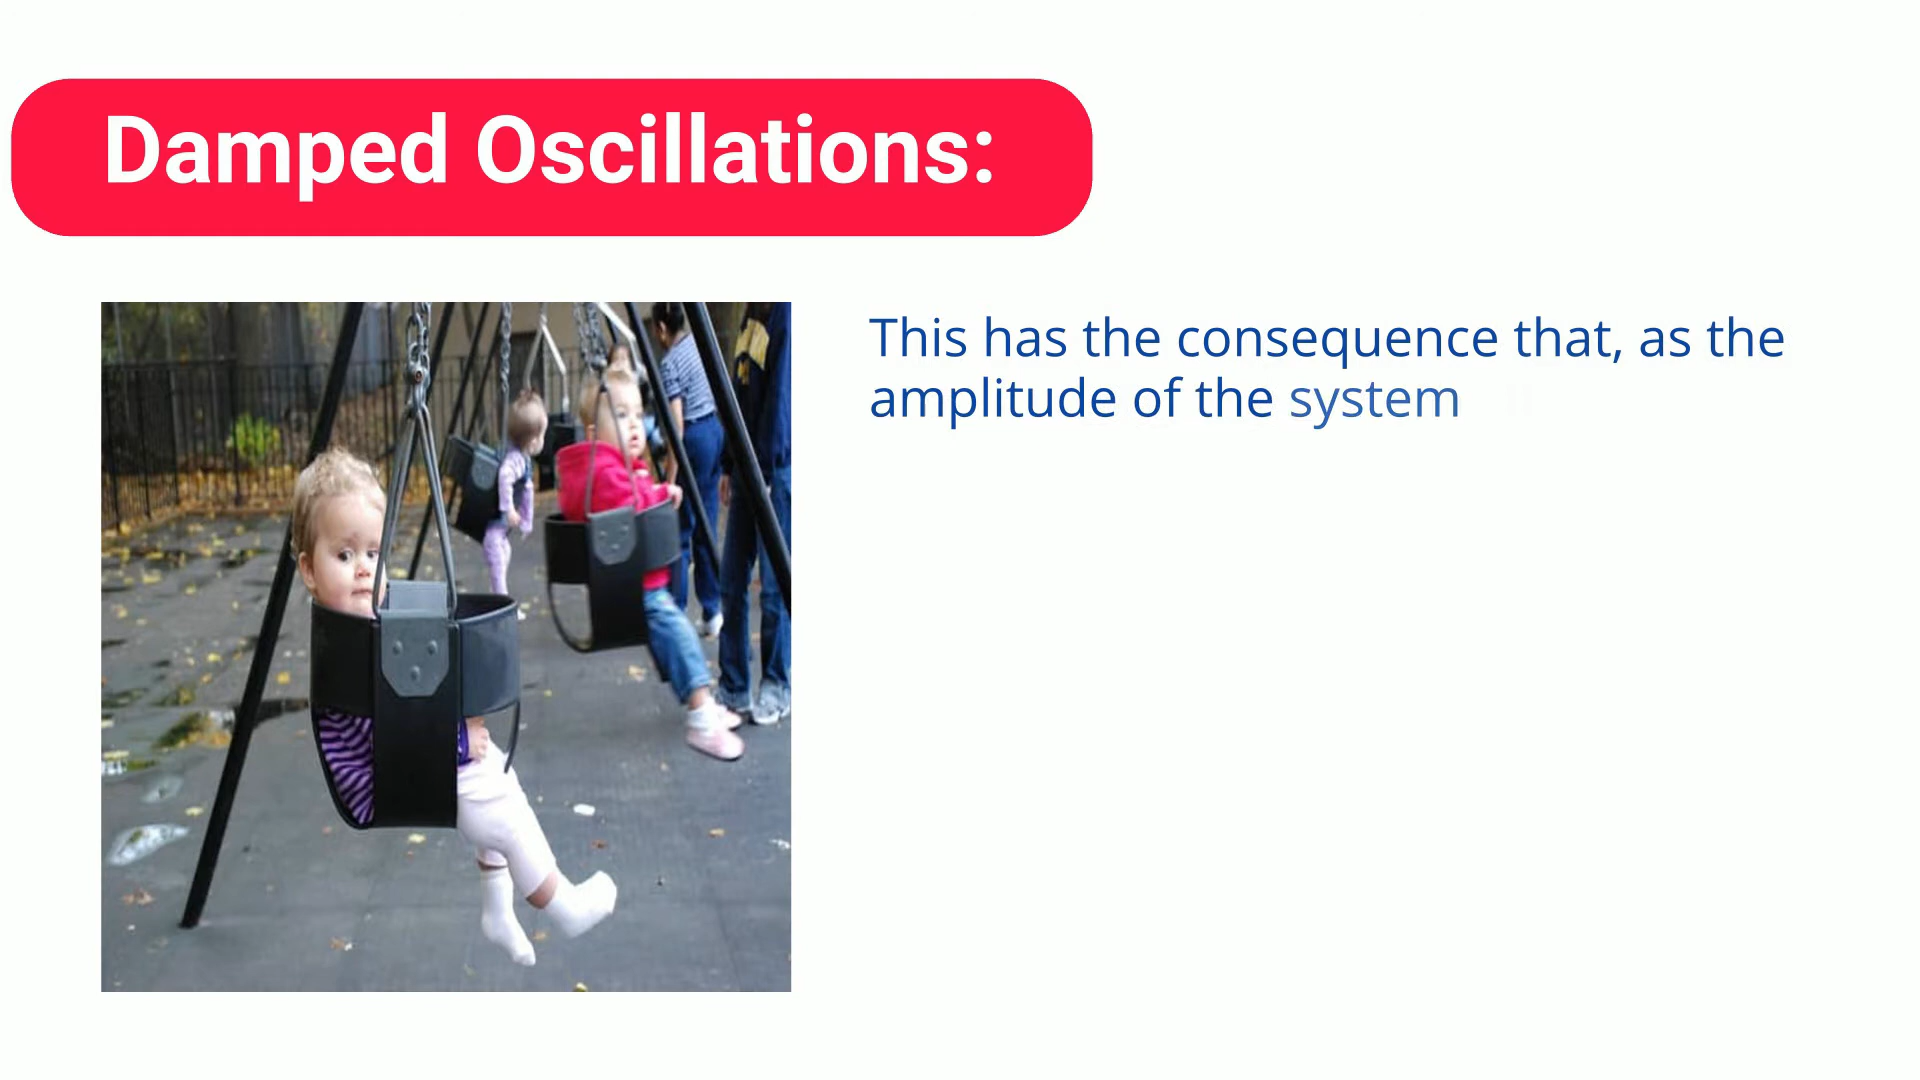 Damped Oscillations:
This has the consequence that, as the
amplitude of the system